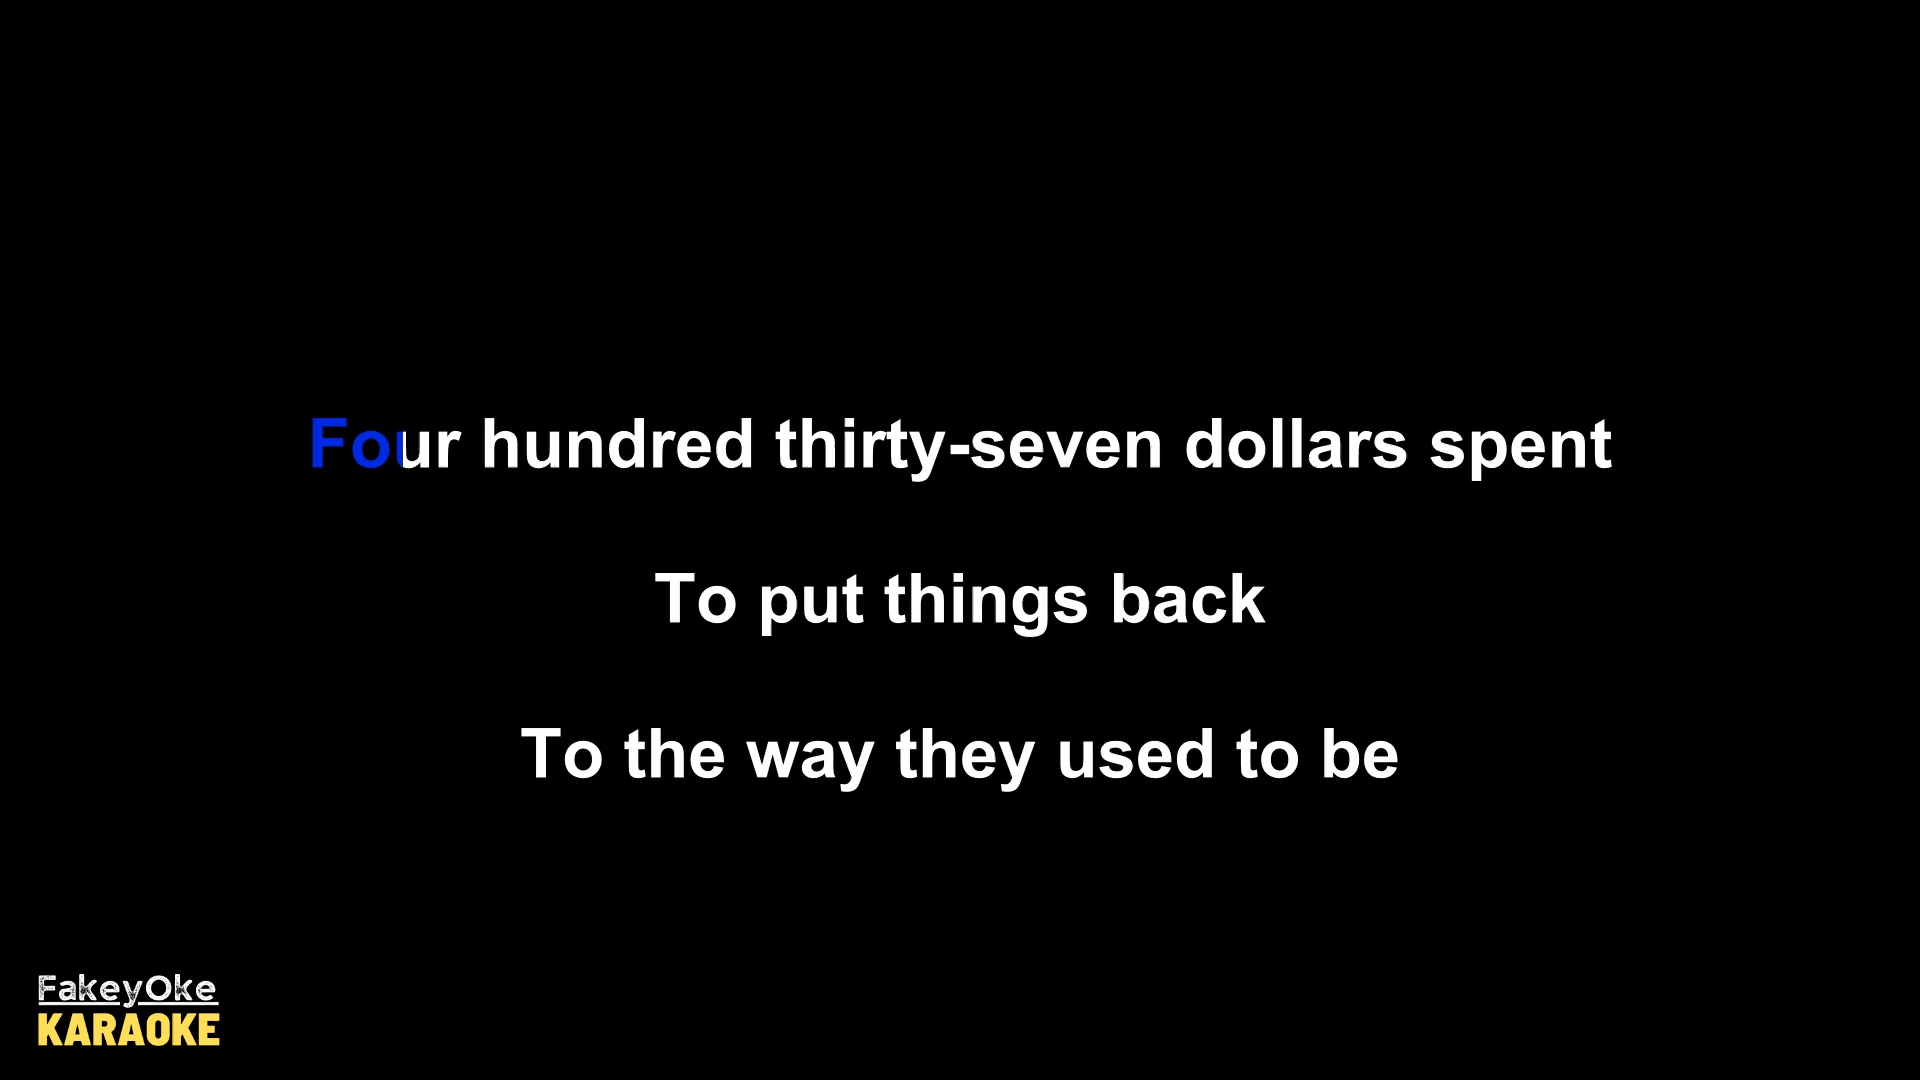 Four hundred thirty-seven dollars spent
To put things back
To the way they used to be
FakeyOke
KARAOKE